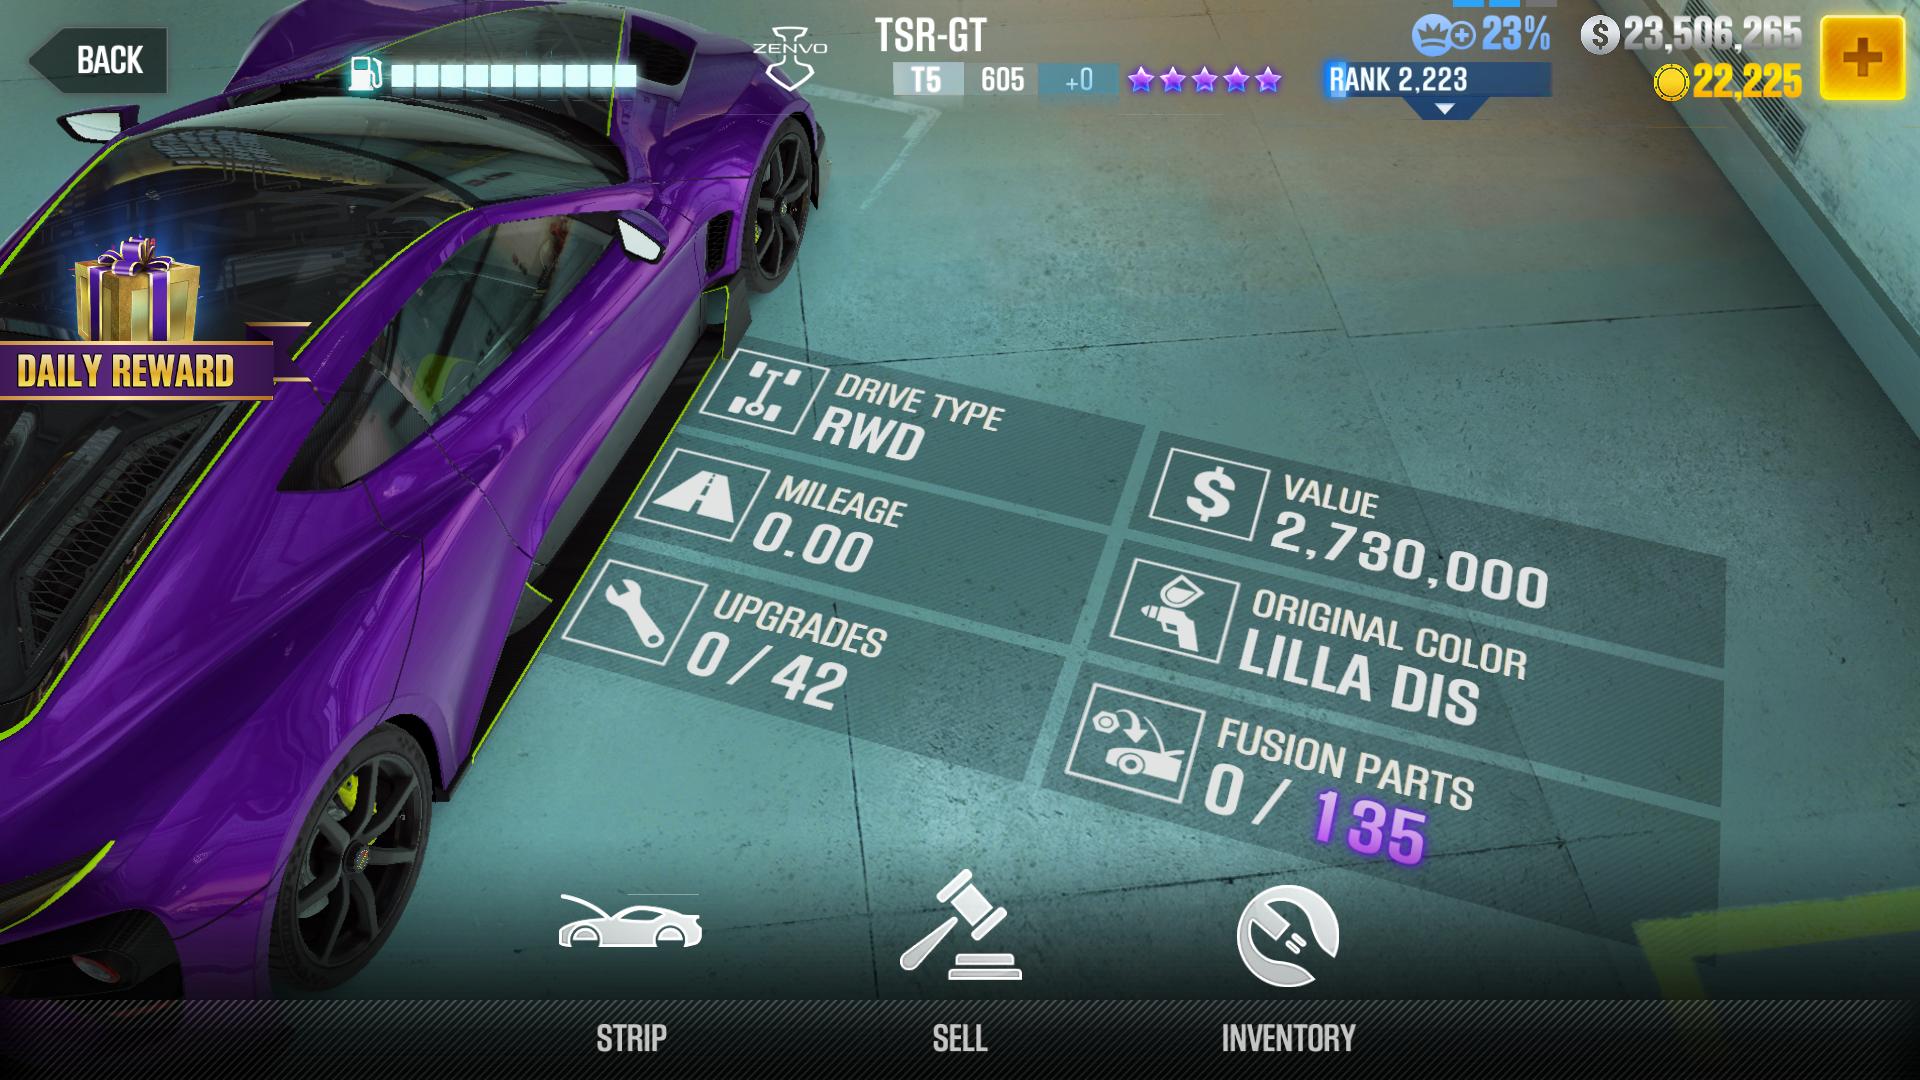 BACK
ZENVO
TSR-GT
T5 605 +0
23%
RANK 2,223
$ 23,506,265
22,225
DAILY REWARD
DRIVE TYPE
RWD
MILEAGE
0.00
UPGRADES
0 / 42
$ VALUE
2,730,000
ORIGINAL COLOR
LILLA DIS
FUSION PARTS
0 / 135
STRIP
SELL
INVENTORY